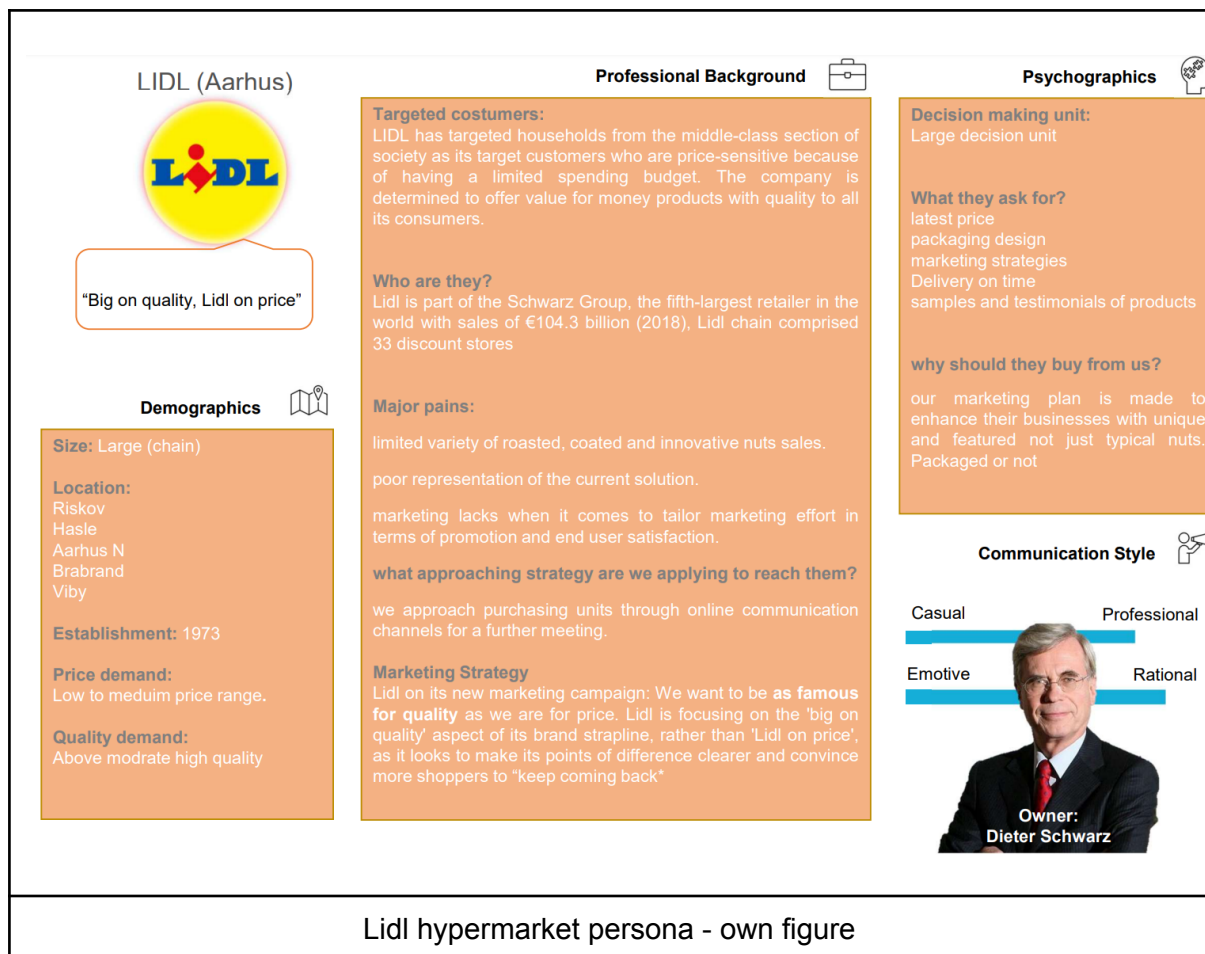 LIDL (Aarhus)
LIDL
“Big on quality, Lidl on price”
Demographics
Size: Large (chain)
Location:
Riskov
Hasle
Aarhus N
Brabrand
Viby
Establishment: 1973
Price demand:
Low to meduim price range.
Quality demand:
Above modrate high quality
Professional Background
Targeted costumers:
LIDL has targeted households from the middle-class section of
society as its target customers who are price-sensitive because
of having a limited spending budget. The company is
determined to offer value for money products with quality to all
its consumers.
Who are they?
Lidl is part of the Schwarz Group, the fifth-largest retailer in the
world with sales of €104.3 billion (2018), Lidl chain comprised
33 discount stores
Major pains:
limited variety of roasted, coated and innovative nuts sales.
poor representation of the current solution.
marketing lacks when it comes to tailor marketing effort in
terms of promotion and end user satisfaction.
what approaching strategy are we applying to reach them?
we approach purchasing units through online communication
channels for a further meeting.
Marketing Strategy
Lidl on its new marketing campaign: We want to be as famous
for quality as we are for price. Lidl is focusing on the 'big on
quality' aspect of its brand strapline, rather than 'Lidl on price',
as it looks to make its points of difference clearer and convince
more shoppers to “keep coming back*
Psychographics
Decision making unit:
Large decision unit
What they ask for?
latest price
packaging design
marketing strategies
Delivery on time
samples and testimonials of products
why should they buy from us?
our marketing plan is made to
enhance their businesses with unique
and featured not just typical nuts.
Packaged or not
Communication Style
Casual Professional
Emotive Rational
Owner:
Dieter Schwarz
Lidl hypermarket persona - own figure